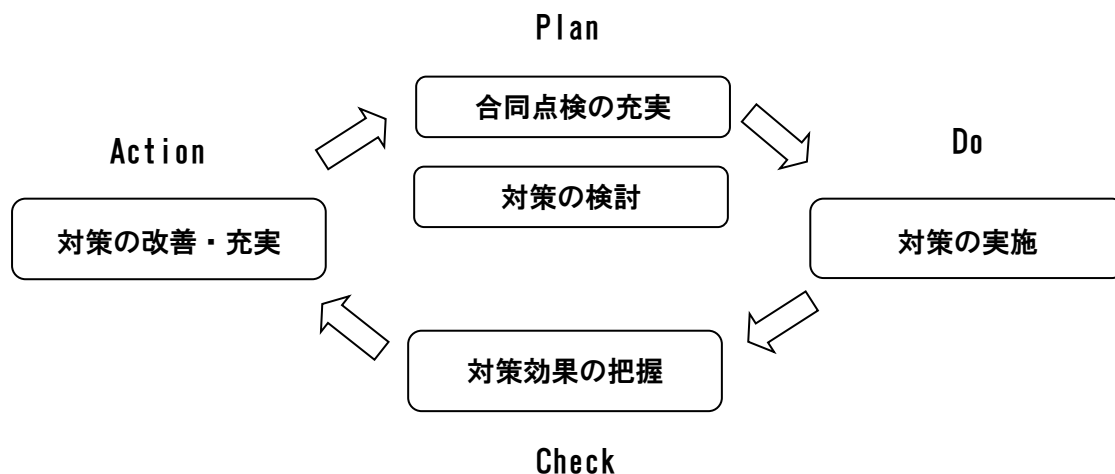 Plan
合同点検の充実
Action
Do
対策の検討
対策の改善・充実
対策の実施
対策効果の把握
Check